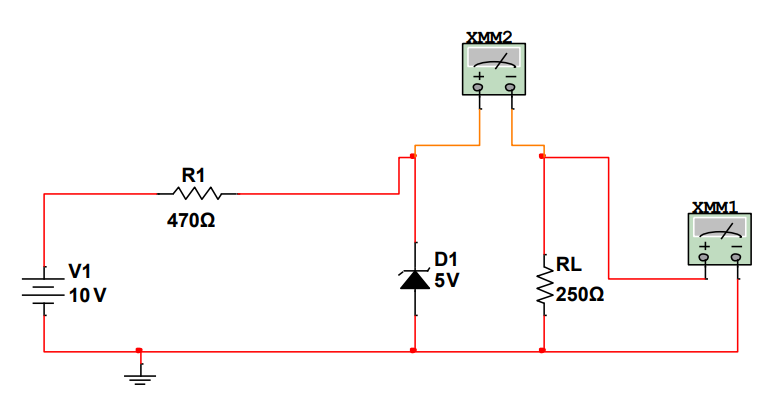 XMM2
+ −
R1
470Ω
XMM1
+ −
V1
10 V
D1
5V
RL
250Ω